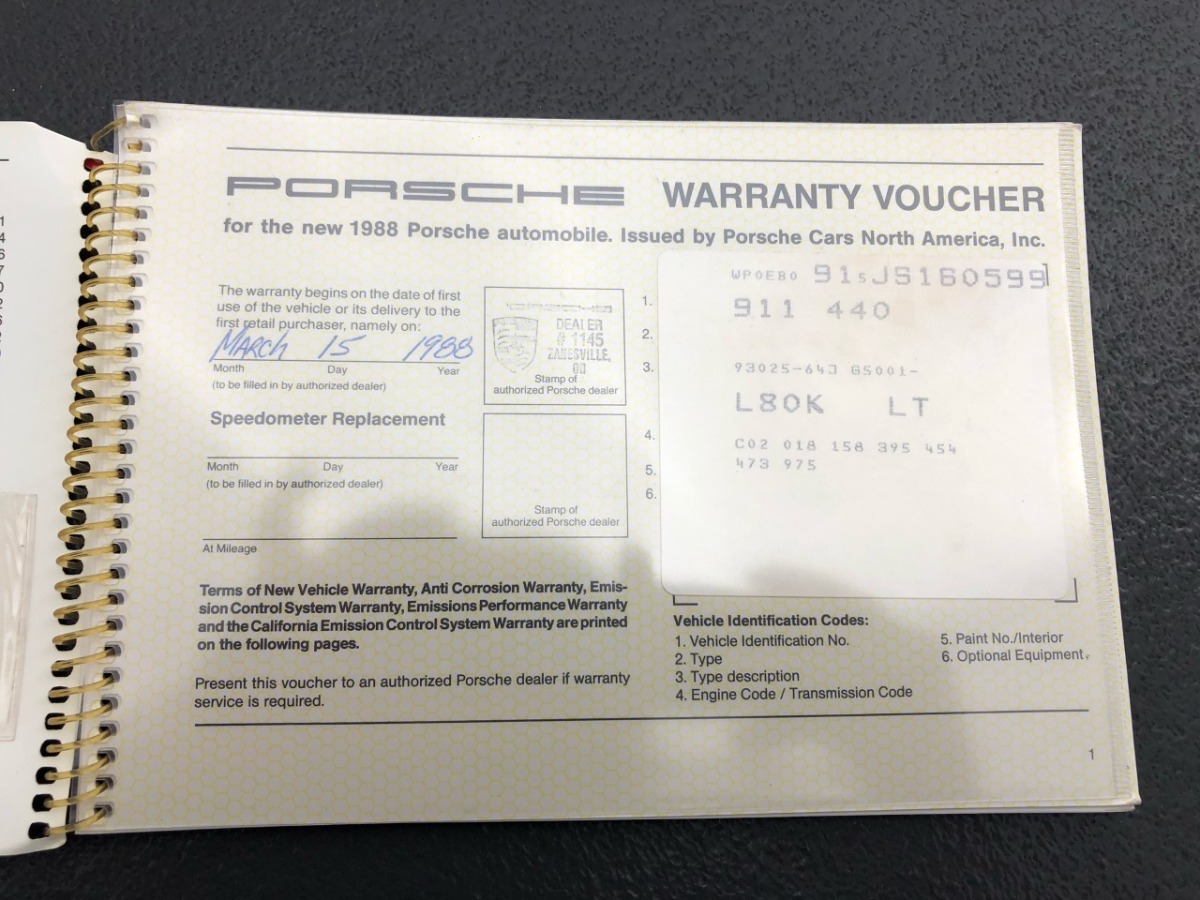 PORSCHE WARRANTY VOUCHER
for the new 1988 Porsche automobile. Issued by Porsche Cars North America, Inc.
The warranty begins on the date of first
use of the vehicle or its delivery to the
first retail purchaser, namely on:
MARCH 15 1988
Month Day Year
(to be filled in by authorized dealer)
DEALER
# 1145
ZANESVILLE,
Stamp of
authorized Porsche dealer
Speedometer Replacement
Month Day Year
(to be filled in by authorized dealer)
At Mileage
Stamp of
authorized Porsche dealer
1.
2.
3.
4.
5.
6.
WP0EB0 91SJS160599
911 440
93025-64J G5001-
L80K LT
C02 018 158 395 454
473 975
Terms of New Vehicle Warranty, Anti Corrosion Warranty, Emis-
sion Control System Warranty, Emissions Performance Warranty
and the California Emission Control System Warranty are printed
on the following pages.
Present this voucher to an authorized Porsche dealer if warranty
service is required.
Vehicle Identification Codes:
1. Vehicle Identification No.
2. Type
3. Type description
4. Engine Code / Transmission Code
5. Paint No./Interior
6. Optional Equipment
1